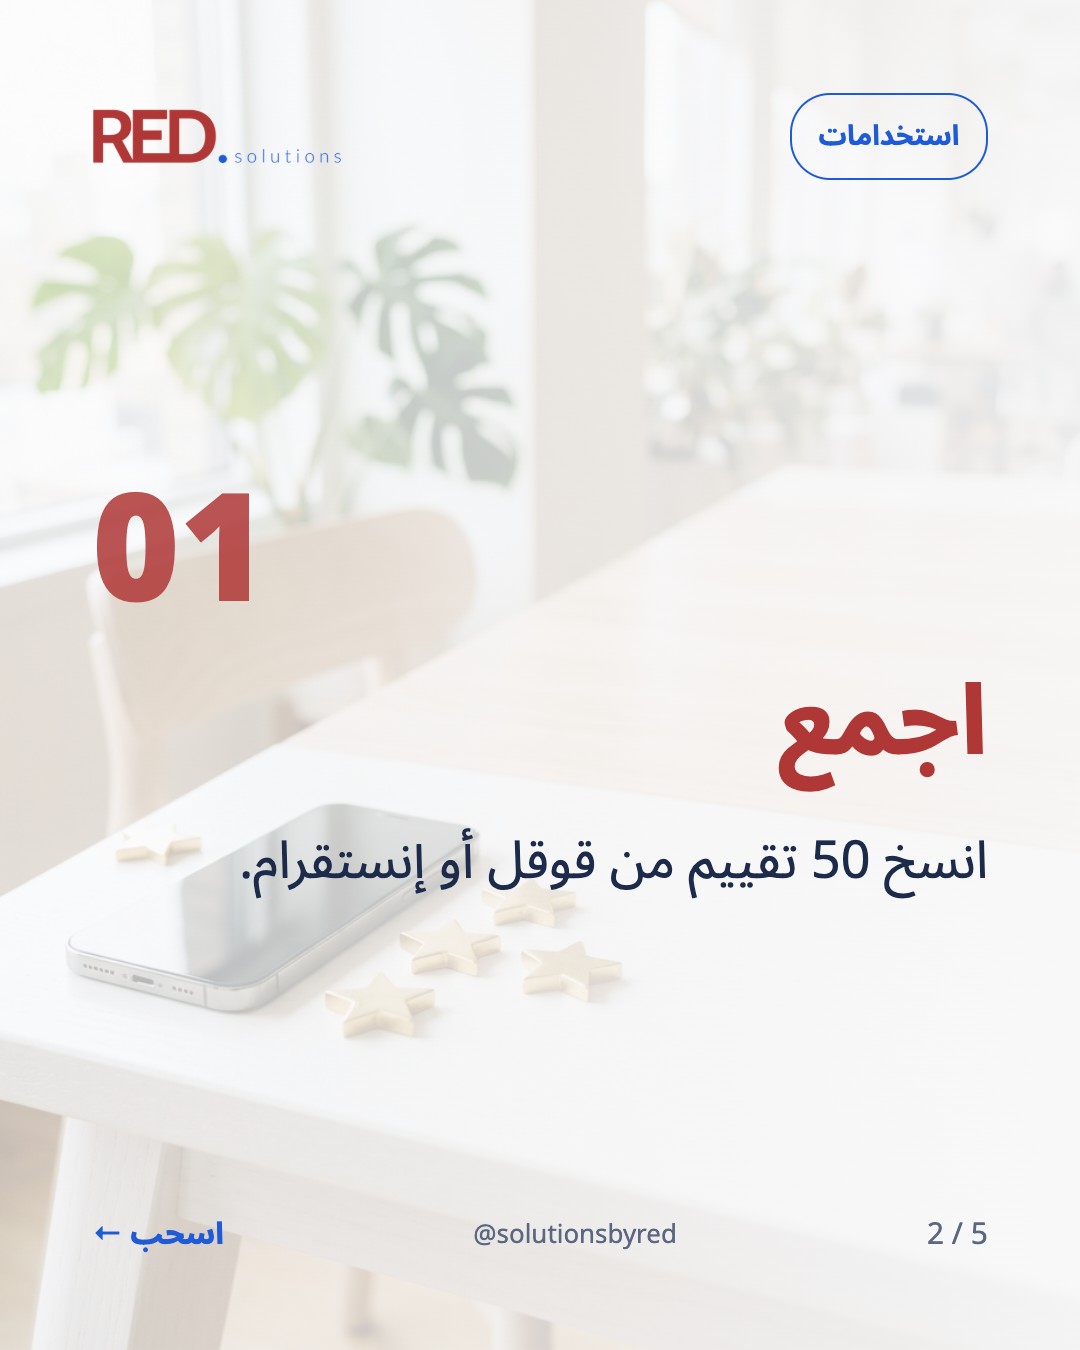 RED. solutions
استخدامات
01
اجمع
انسخ 50 تقييم من قوقل أو إنستقرام.
2 / 5
@solutionsbyred
اسحب ←